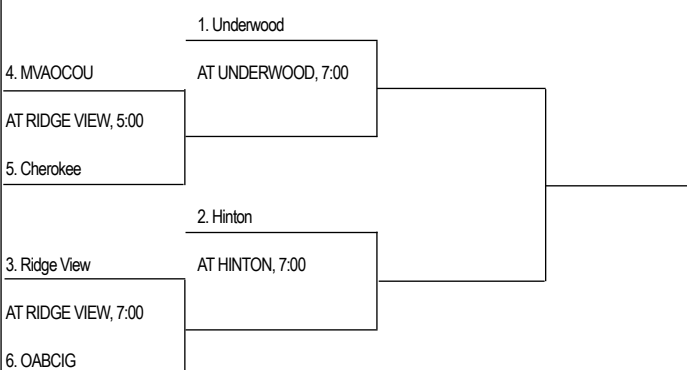 1. Underwood
4. MVAOCOU
AT UNDERWOOD, 7:00
AT RIDGE VIEW, 5:00
5. Cherokee
2. Hinton
3. Ridge View
AT HINTON, 7:00
AT RIDGE VIEW, 7:00
6. OABCIG